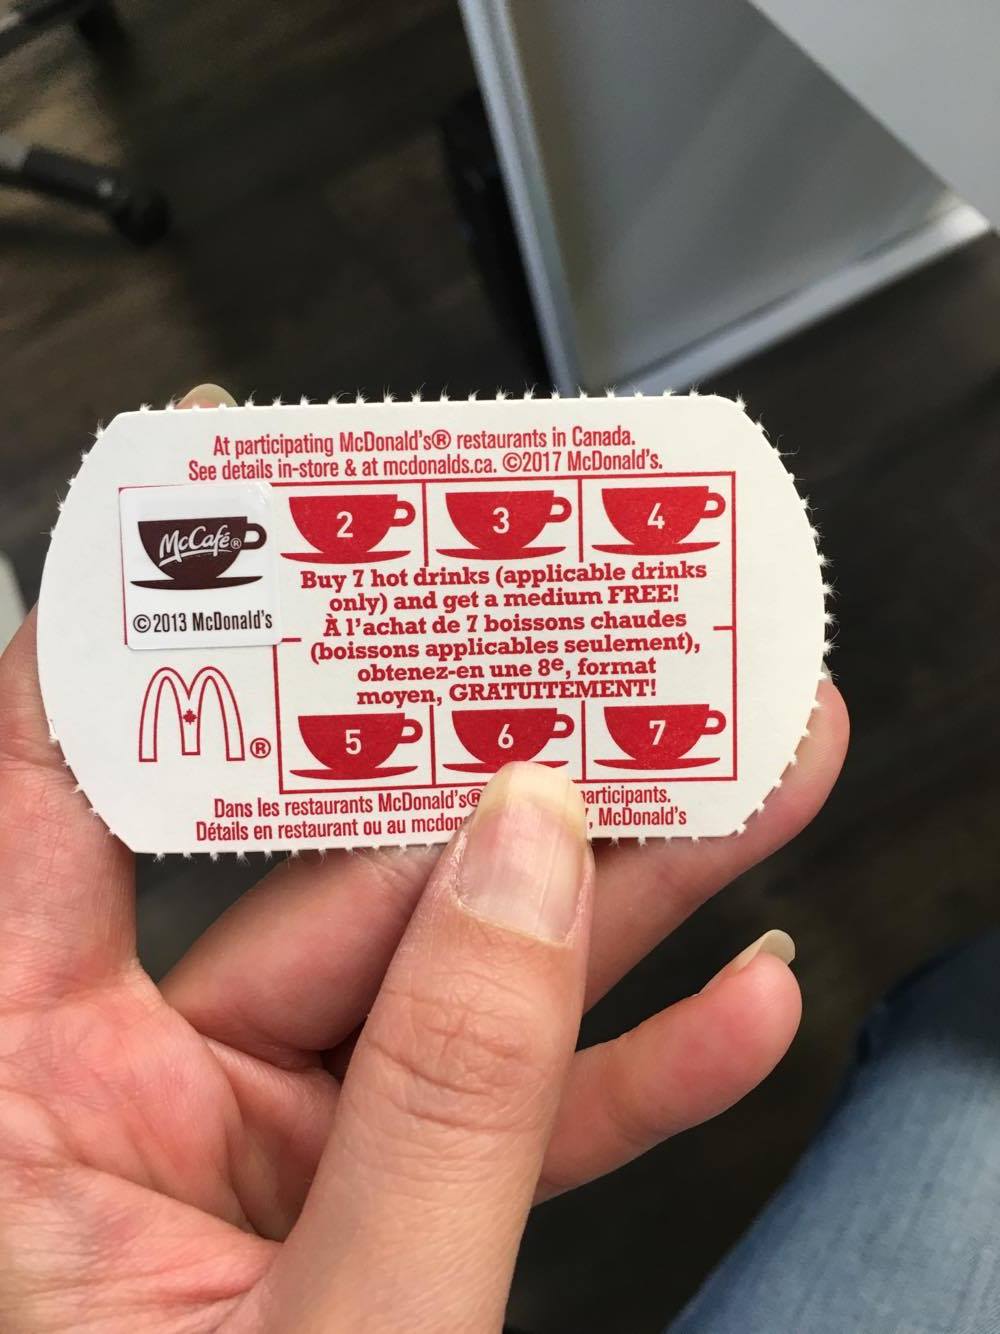 At participating McDonald's® restaurants in Canada.
See details in-store & at mcdonalds.ca. ©2017 McDonald's.
McCafé®
©2013 McDonald's
2
3
4
Buy 7 hot drinks (applicable drinks
only) and get a medium FREE!
À l'achat de 7 boissons chaudes
(boissons applicables seulement),
obtenez-en une 8e, format
moyen, GRATUITEMENT!
®
5
6
7
Dans les restaurants McDonald's® participants.
Détails en restaurant ou au McDonald's